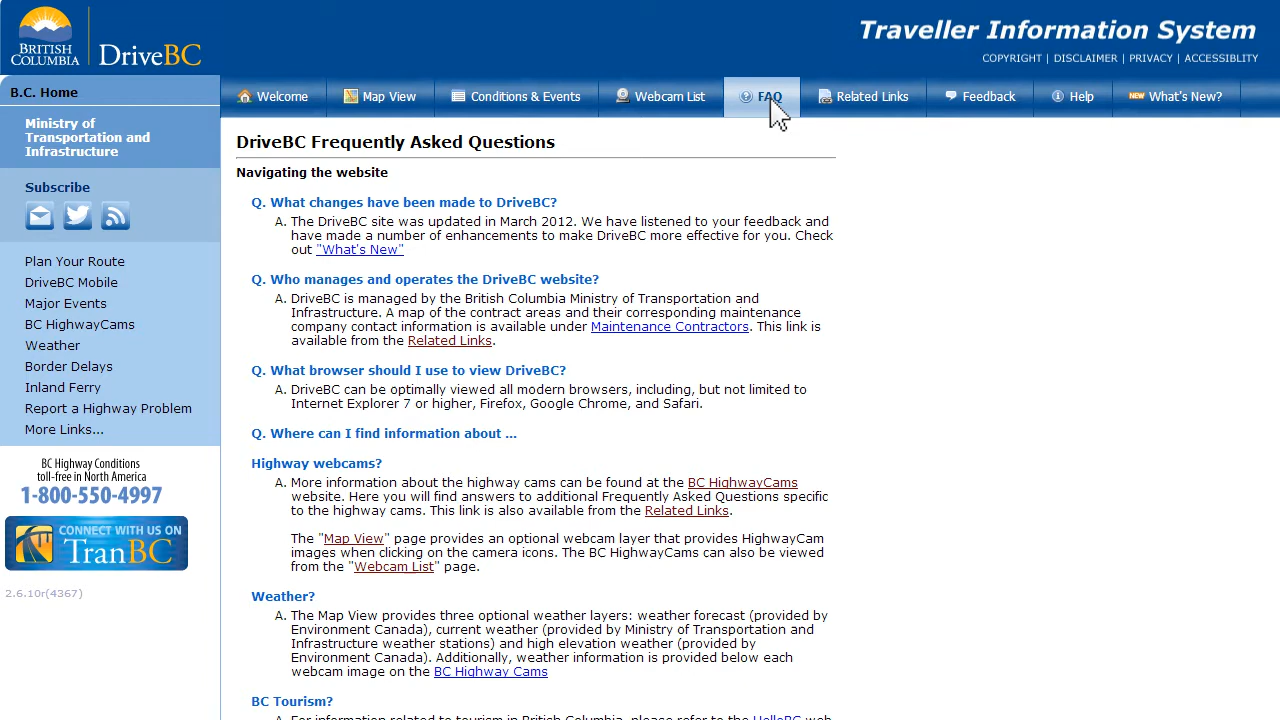 BRITISH
COLUMBIA
DriveBC
Traveller Information System
COPYRIGHT | DISCLAIMER | PRIVACY | ACCESSIBLITY
B.C. Home
Welcome
Map View
Conditions & Events
Webcam List
FAQ
Related Links
Feedback
Help
NEW What's New?
Ministry of
Transportation and
Infrastructure
Subscribe
Plan Your Route
DriveBC Mobile
Major Events
BC HighwayCams
Weather
Border Delays
Inland Ferry
Report a Highway Problem
More Links...
BC Highway Conditions
toll-free in North America
1-800-550-4997
CONNECT WITH US ON
TranBC
2.6.10r(4367)
DriveBC Frequently Asked Questions
Navigating the website
Q. What changes have been made to DriveBC?
A. The DriveBC site was updated in March 2012. We have listened to your feedback and
have made a number of enhancements to make DriveBC more effective for you. Check
out "What's New"
Q. Who manages and operates the DriveBC website?
A. DriveBC is managed by the British Columbia Ministry of Transportation and
Infrastructure. A map of the contract areas and their corresponding maintenance
company contact information is available under Maintenance Contractors. This link is
available from the Related Links.
Q. What browser should I use to view DriveBC?
A. DriveBC can be optimally viewed all modern browsers, including, but not limited to
Internet Explorer 7 or higher, Firefox, Google Chrome, and Safari.
Q. Where can I find information about ...
Highway webcams?
A. More information about the highway cams can be found at the BC HighwayCams
website. Here you will find answers to additional Frequently Asked Questions specific
to the highway cams. This link is also available from the Related Links.
The "Map View" page provides an optional webcam layer that provides HighwayCam
images when clicking on the camera icons. The BC HighwayCams can also be viewed
from the "Webcam List" page.
Weather?
A. The Map View provides three optional weather layers: weather forecast (provided by
Environment Canada), current weather (provided by Ministry of Transportation and
Infrastructure weather stations) and high elevation weather (provided by
Environment Canada). Additionally, weather information is provided below each
webcam image on the BC Highway Cams
BC Tourism?
A. For information related to tourism in British Columbia, please refer to the HelloBC web